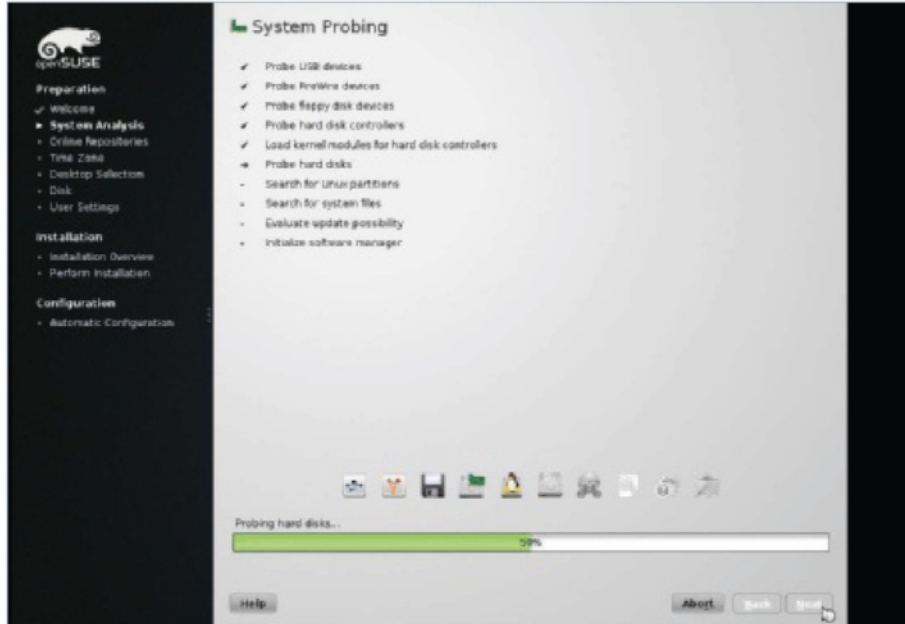 openSUSE
Preparation
Welcome
System Analysis
Online Repositories
Time Zone
Desktop Selection
Disk
User Settings
Installation
Installation Overview
Perform Installation
Configuration
Automatic Configuration
System Probing
Probe USB devices
Probe FireWire devices
Probe floppy disk devices
Probe hard disk controllers
Load kernel modules for hard disk controllers
Probe hard disks
Search for Linux partitions
Search for system files
Evaluate update possibility
Initialize software manager
Probing hard disks...
50%
Help
Abort
Back
Next